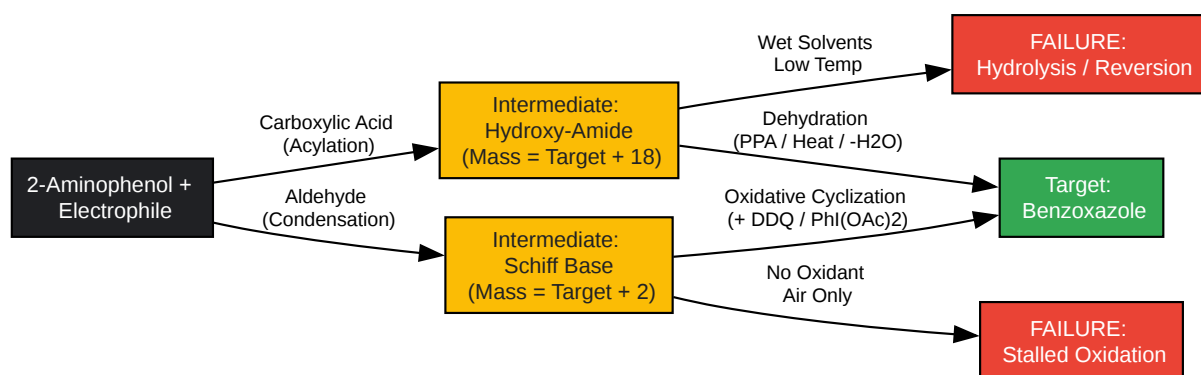 2-Aminophenol +
Electrophile
Carboxylic Acid
(Acylation)
Aldehyde
(Condensation)
Intermediate:
Hydroxy-Amide
(Mass = Target + 18)
Intermediate:
Schiff Base
(Mass = Target + 2)
Wet Solvents
Low Temp
Dehydration
(PPA / Heat / -H2O)
Oxidative Cyclization
(+ DDQ / PhI(OAc)2)
No Oxidant
Air Only
FAILURE:
Hydrolysis / Reversion
Target:
Benzoxazole
FAILURE:
Stalled Oxidation